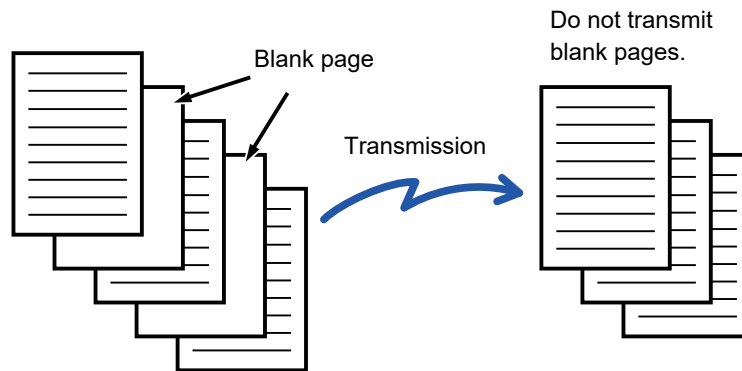 Do not transmit
blank pages.
Blank page
Transmission